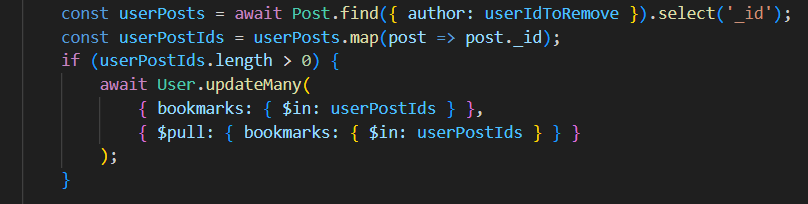 const userPosts = await Post.find({ author: userIdToRemove }).select('_id');
const userPostIds = userPosts.map(post => post._id);
if (userPostIds.length > 0) {
await User.updateMany(
{ bookmarks: { $in: userPostIds } },
{ $pull: { bookmarks: { $in: userPostIds } } }
);
}